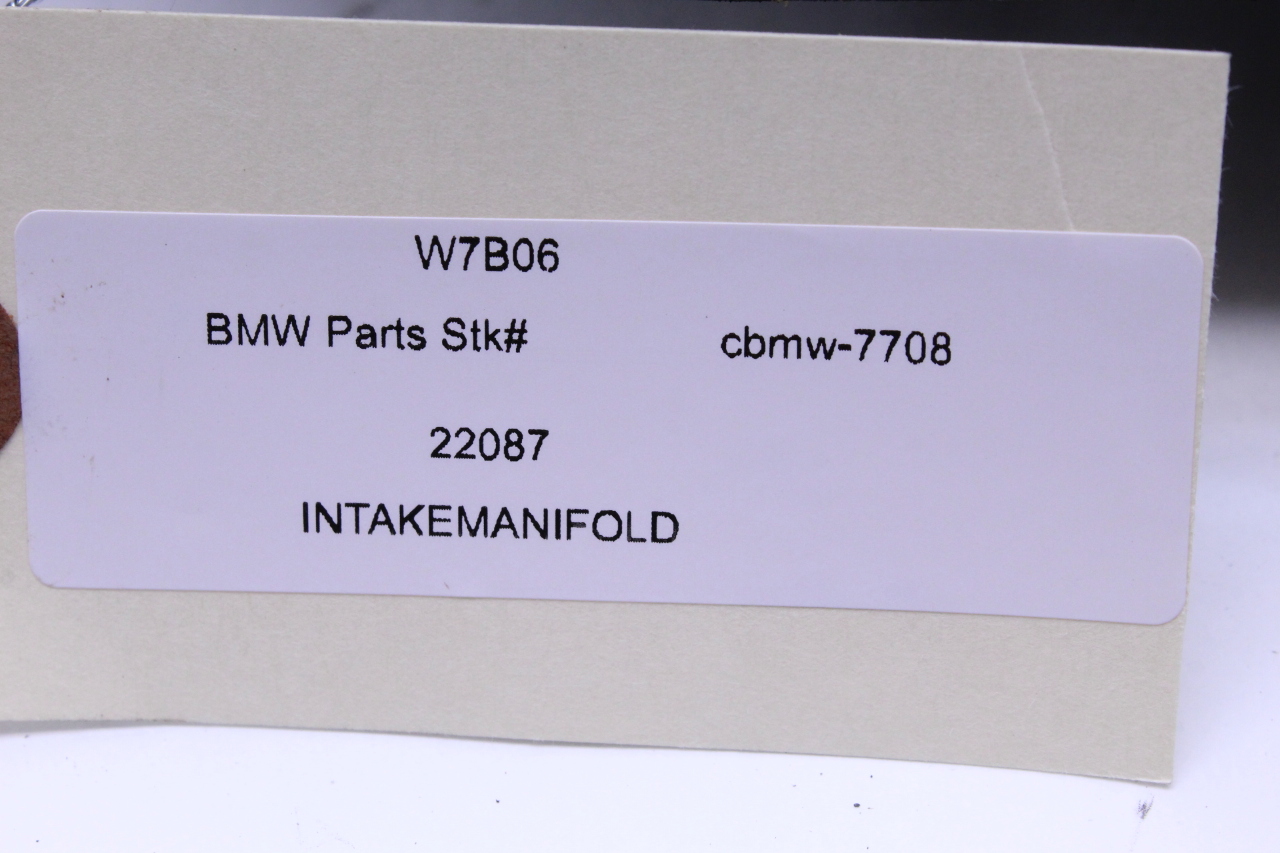 W7B06
BMW Parts Stk# cbmw-7708
22087
INTAKEMANIFOLD